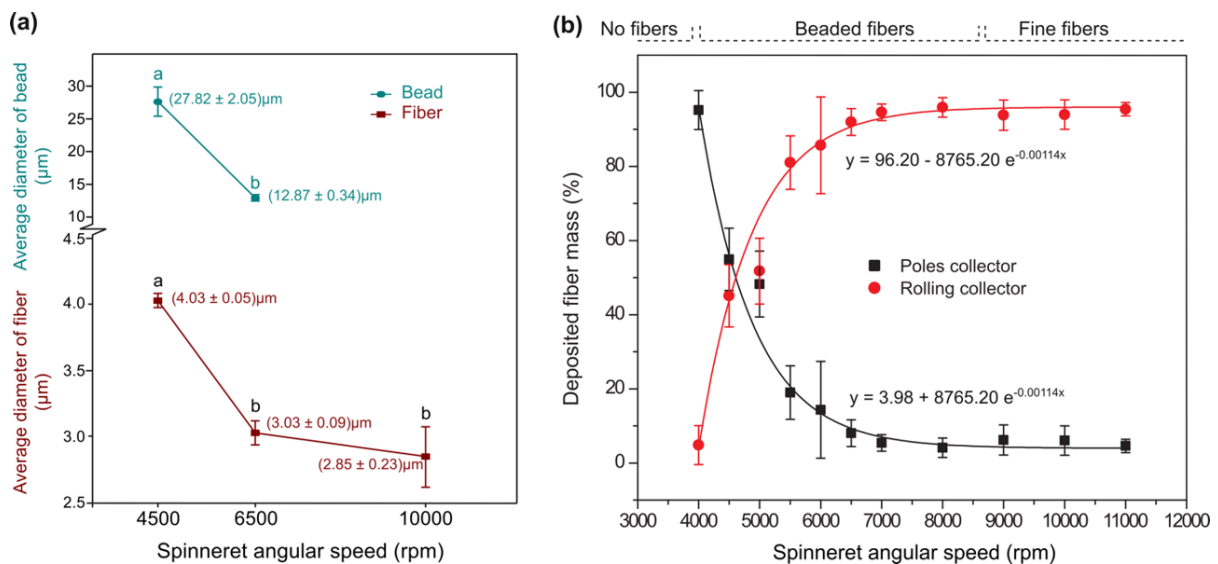 (a)
Average diameter of bead
(µm)
30
25
20
15
10
a
(27.82 ± 2.05)µm
b
(12.87 ± 0.34)µm
Bead
Fiber
Average diameter of fiber
(µm)
4.5
4.0
3.5
3.0
2.5
a
(4.03 ± 0.05)µm
b
(3.03 ± 0.09)µm
b
(2.85 ± 0.23)µm
4500 6500 10000
Spinneret angular speed (rpm)
(b)
No fibers Beaded fibers Fine fibers
Deposited fiber mass (%)
100
80
60
40
20
0
y = 96.20 - 8765.20 e-0.00114x
Poles collector
Rolling collector
y = 3.98 + 8765.20 e-0.00114x
3000 4000 5000 6000 7000 8000 9000 10000 11000 12000
Spinneret angular speed (rpm)